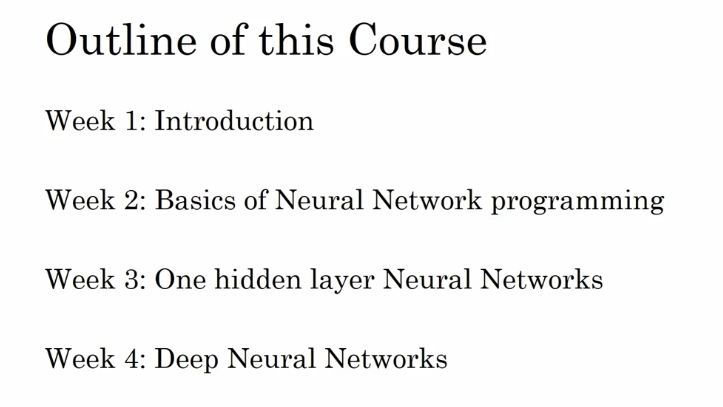 Outline of this Course
Week 1: Introduction
Week 2: Basics of Neural Network programming
Week 3: One hidden layer Neural Networks
Week 4: Deep Neural Networks